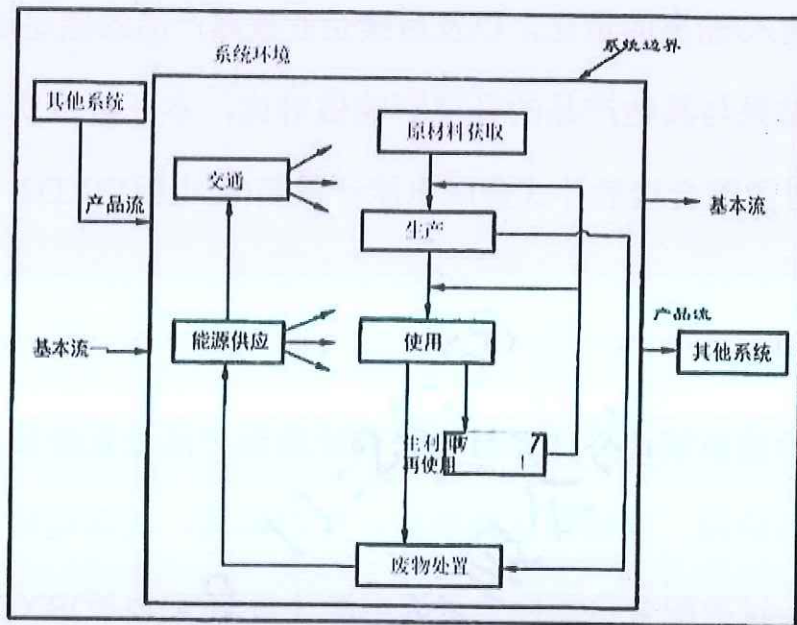 系统环境
系统边界
其他系统
原材料获取
交通
产品流
基本流
生产
产品流
能源供应
使用
基本流
其他系统
生利用
再使用
废物处置